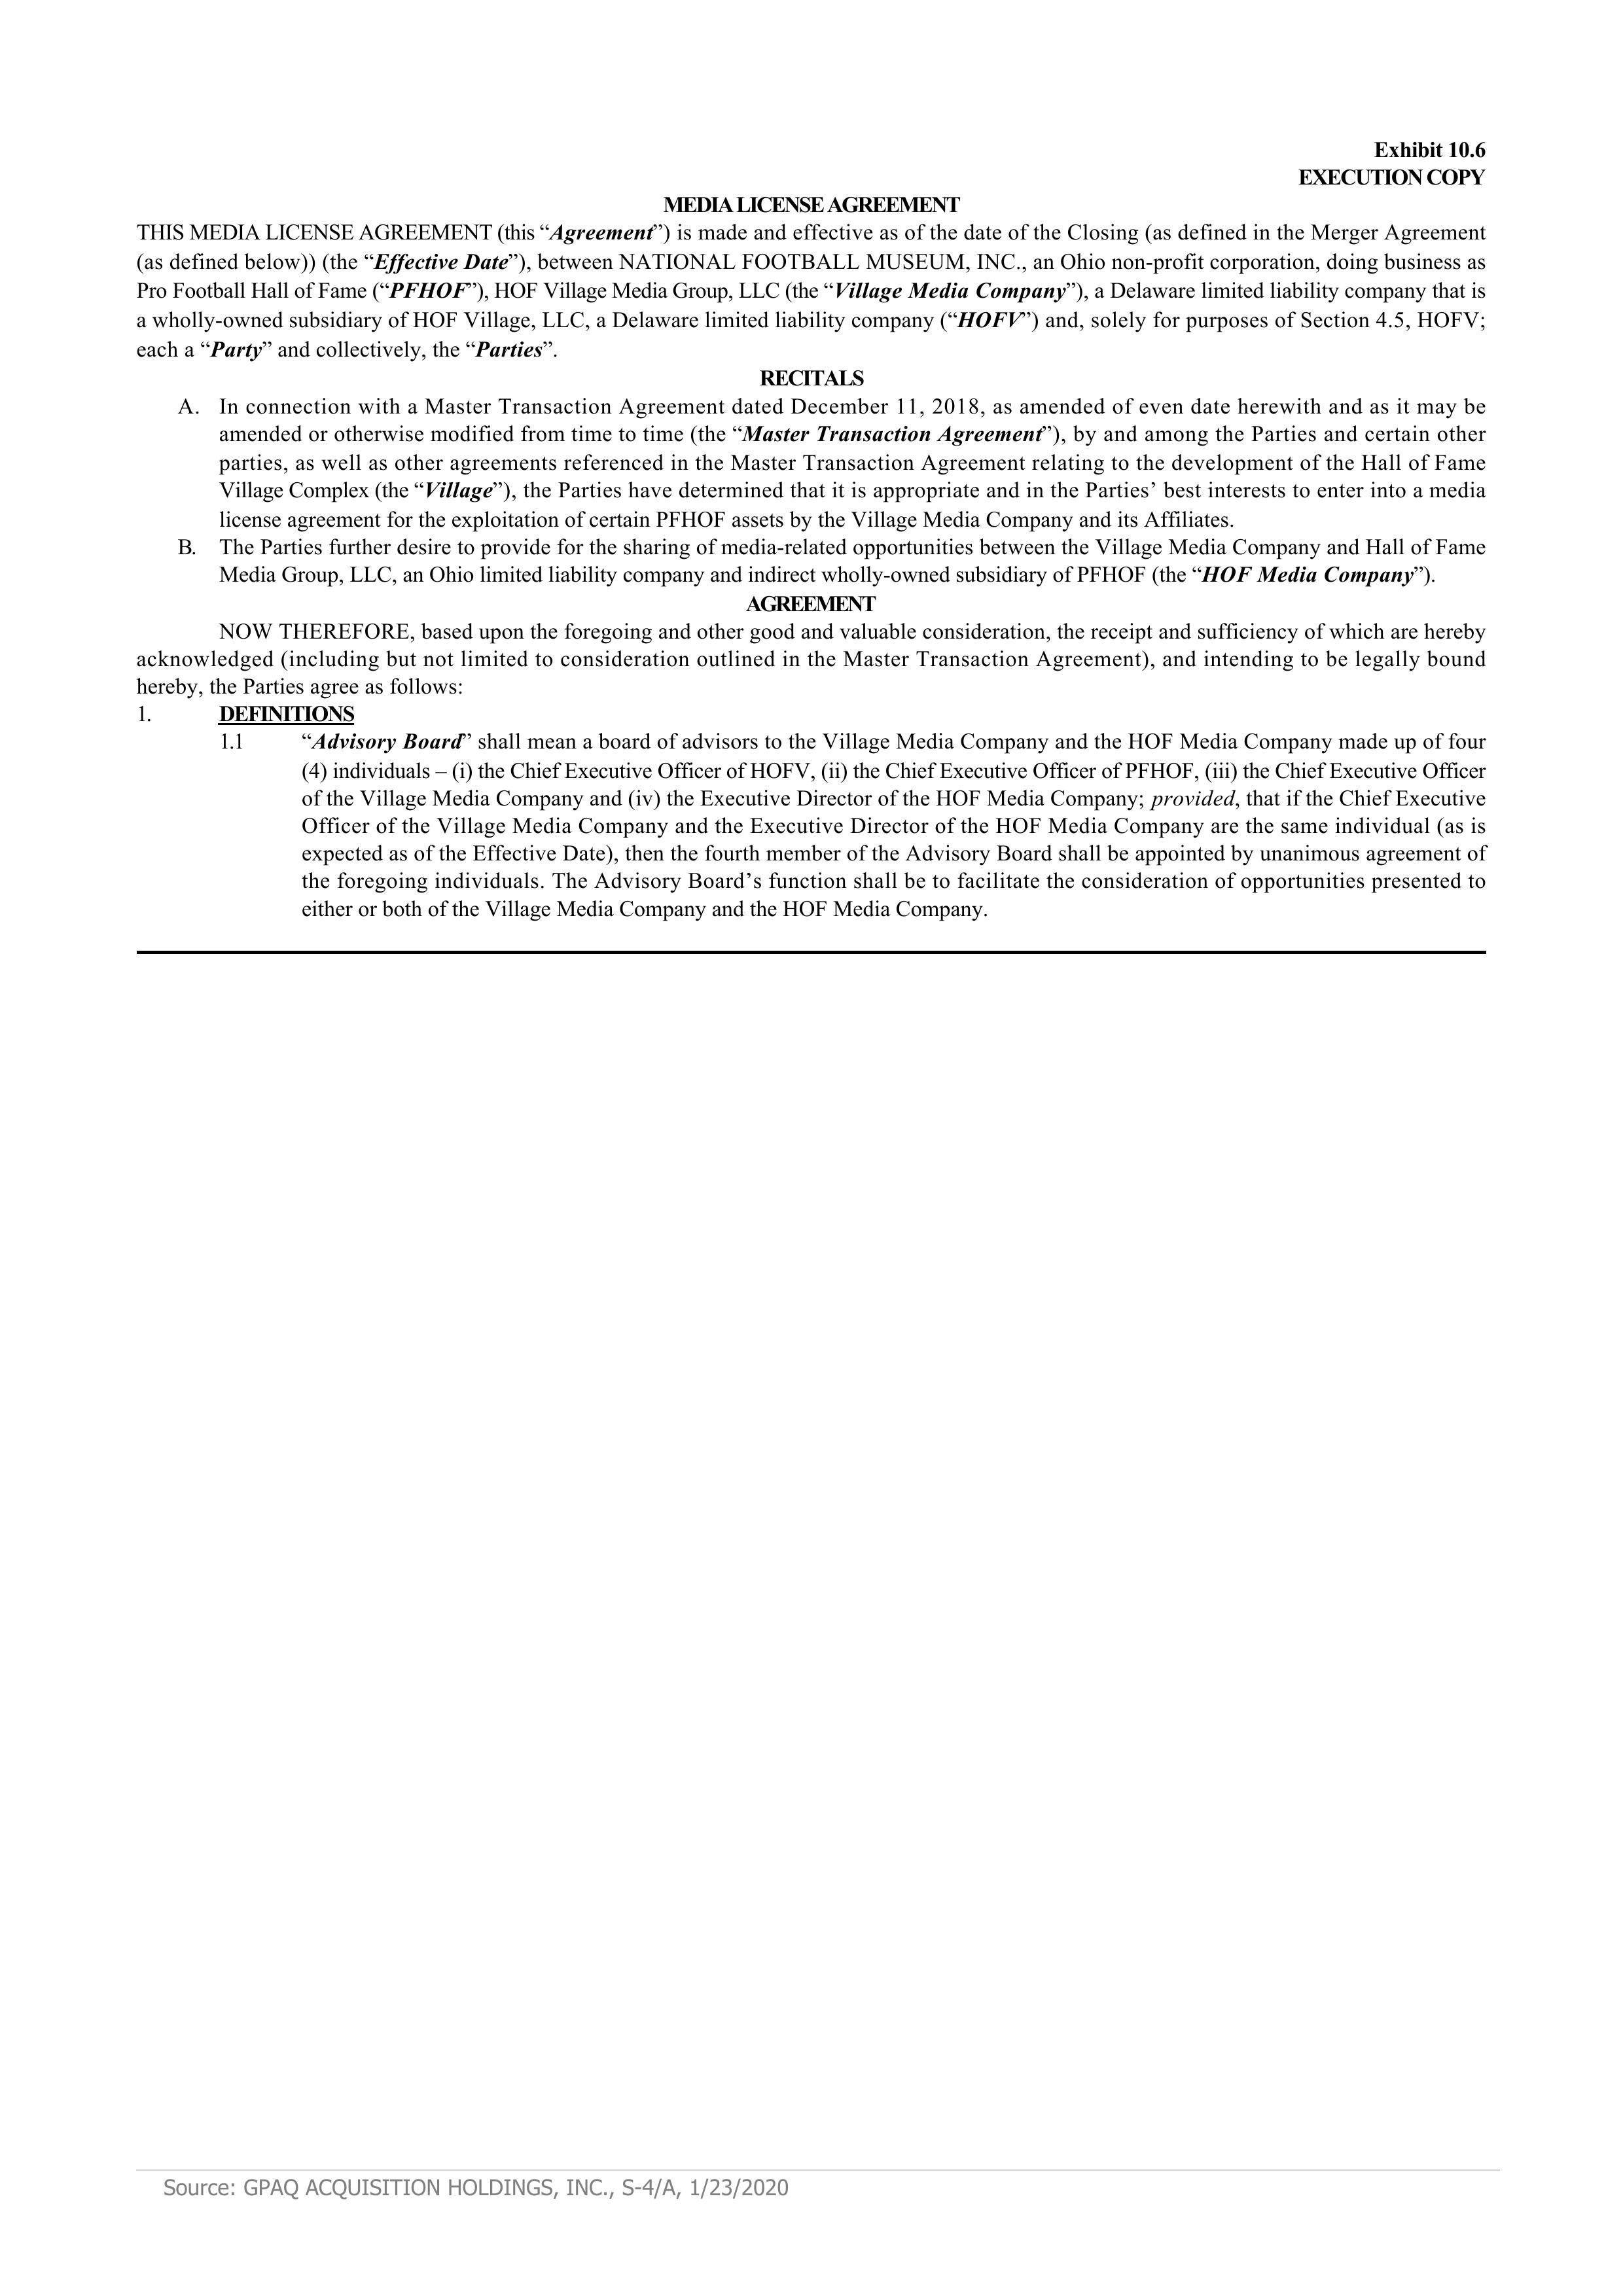 Exhibit 10.6
EXECUTION COPY
MEDIA LICENSE AGREEMENT
THIS MEDIA LICENSE AGREEMENT (this “Agreement”) is made and effective as of the date of the Closing (as defined in the Merger Agreement
(as defined below)) (the “Effective Date”), between NATIONAL FOOTBALL MUSEUM, INC., an Ohio non-profit corporation, doing business as
Pro Football Hall of Fame (“PFHOF”), HOF Village Media Group, LLC (the “Village Media Company”), a Delaware limited liability company that is
a wholly-owned subsidiary of HOF Village, LLC, a Delaware limited liability company (“HOFV”) and, solely for purposes of Section 4.5, HOFV;
each a “Party” and collectively, the “Parties”.
RECITALS
A. In connection with a Master Transaction Agreement dated December 11, 2018, as amended of even date herewith and as it may be
amended or otherwise modified from time to time (the “Master Transaction Agreement”), by and among the Parties and certain other
parties, as well as other agreements referenced in the Master Transaction Agreement relating to the development of the Hall of Fame
Village Complex (the “Village”), the Parties have determined that it is appropriate and in the Parties’ best interests to enter into a media
license agreement for the exploitation of certain PFHOF assets by the Village Media Company and its Affiliates.
B. The Parties further desire to provide for the sharing of media-related opportunities between the Village Media Company and Hall of Fame
Media Group, LLC, an Ohio limited liability company and indirect wholly-owned subsidiary of PFHOF (the “HOF Media Company”).
AGREEMENT
NOW THEREFORE, based upon the foregoing and other good and valuable consideration, the receipt and sufficiency of which are hereby
acknowledged (including but not limited to consideration outlined in the Master Transaction Agreement), and intending to be legally bound
hereby, the Parties agree as follows:
1. DEFINITIONS
1.1 “Advisory Board” shall mean a board of advisors to the Village Media Company and the HOF Media Company made up of four
(4) individuals – (i) the Chief Executive Officer of HOFV, (ii) the Chief Executive Officer of PFHOF, (iii) the Chief Executive Officer
of the Village Media Company and (iv) the Executive Director of the HOF Media Company; provided, that if the Chief Executive
Officer of the Village Media Company and the Executive Director of the HOF Media Company are the same individual (as is
expected as of the Effective Date), then the fourth member of the Advisory Board shall be appointed by unanimous agreement of
the foregoing individuals. The Advisory Board’s function shall be to facilitate the consideration of opportunities presented to
either or both of the Village Media Company and the HOF Media Company.
Source: GPAQ ACQUISITION HOLDINGS, INC., S-4/A, 1/23/2020